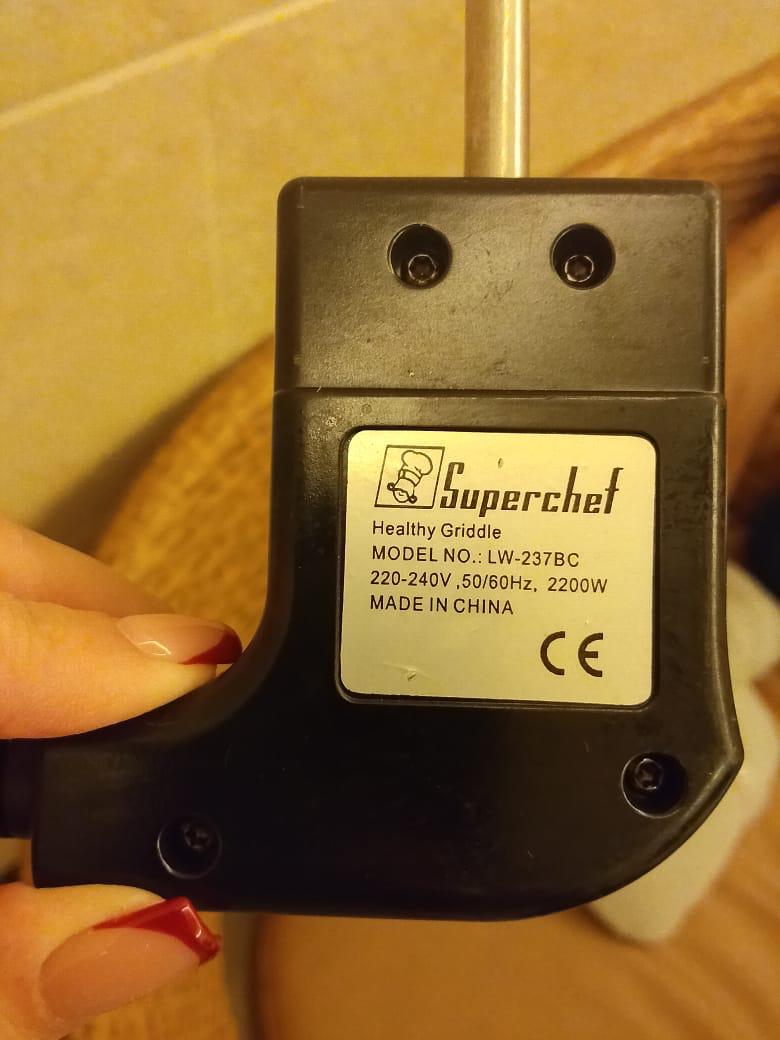 Superchef
Healthy Griddle
MODEL NO.: LW-237BC
220-240V ,50/60Hz, 2200W
MADE IN CHINA
CE